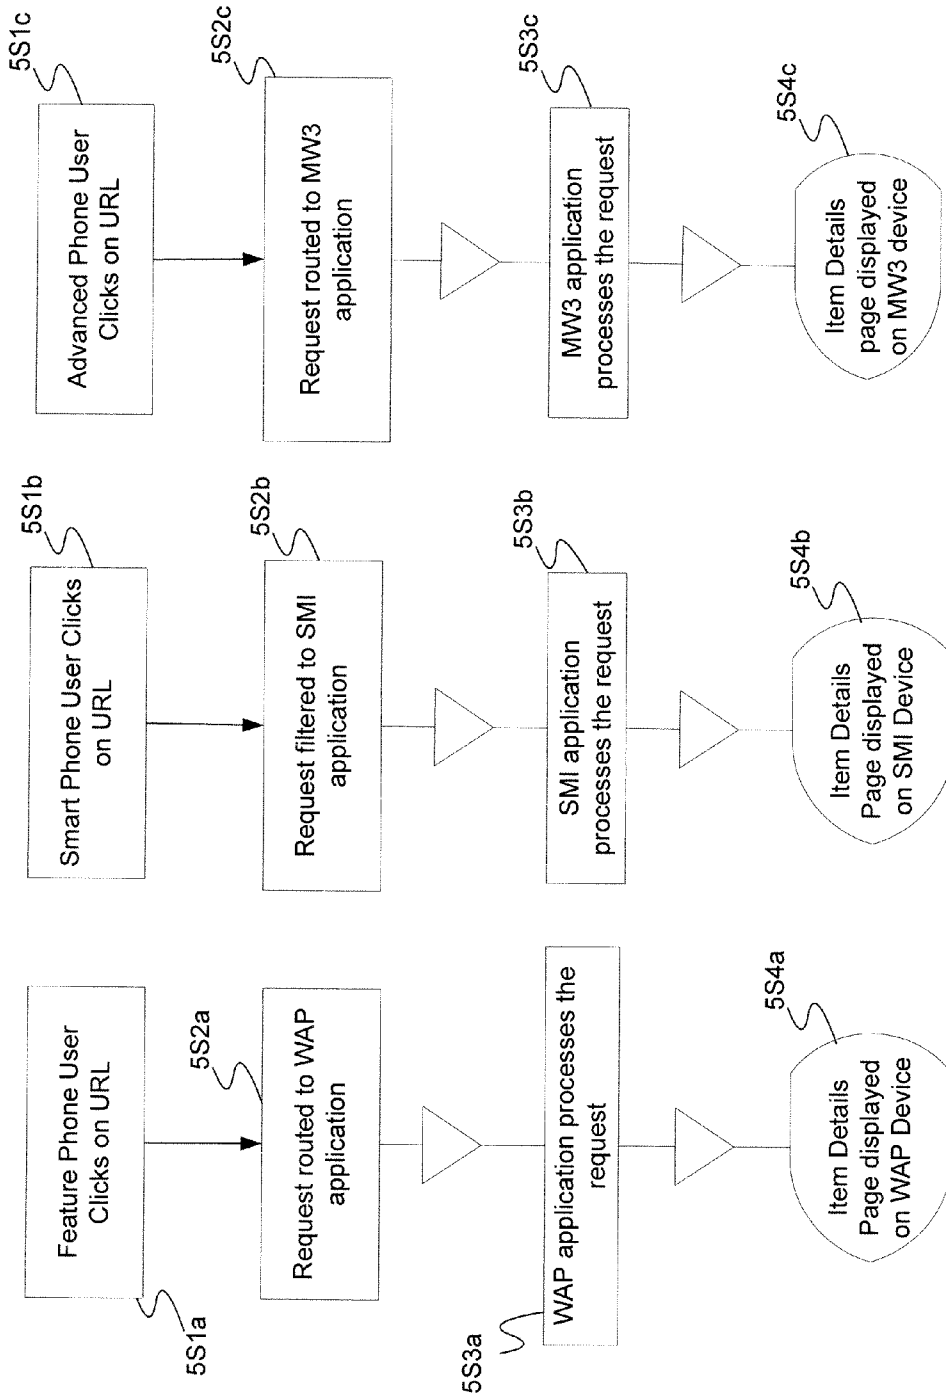 5S1a
Feature Phone User
Clicks on URL
5S2a
Request routed to WAP
application
5S3a
WAP application processes the
request
5S4a
Item Details
Page displayed
on WAP Device
5S1b
Smart Phone User Clicks
on URL
5S2b
Request filtered to SMI
application
5S3b
SMI application
processes the request
5S4b
Item Details
Page displayed
on SMI Device
5S1c
Advanced Phone User
Clicks on URL
5S2c
Request routed to MW3
application
5S3c
MW3 application
processes the request
5S4c
Item Details
page displayed
on MW3 device